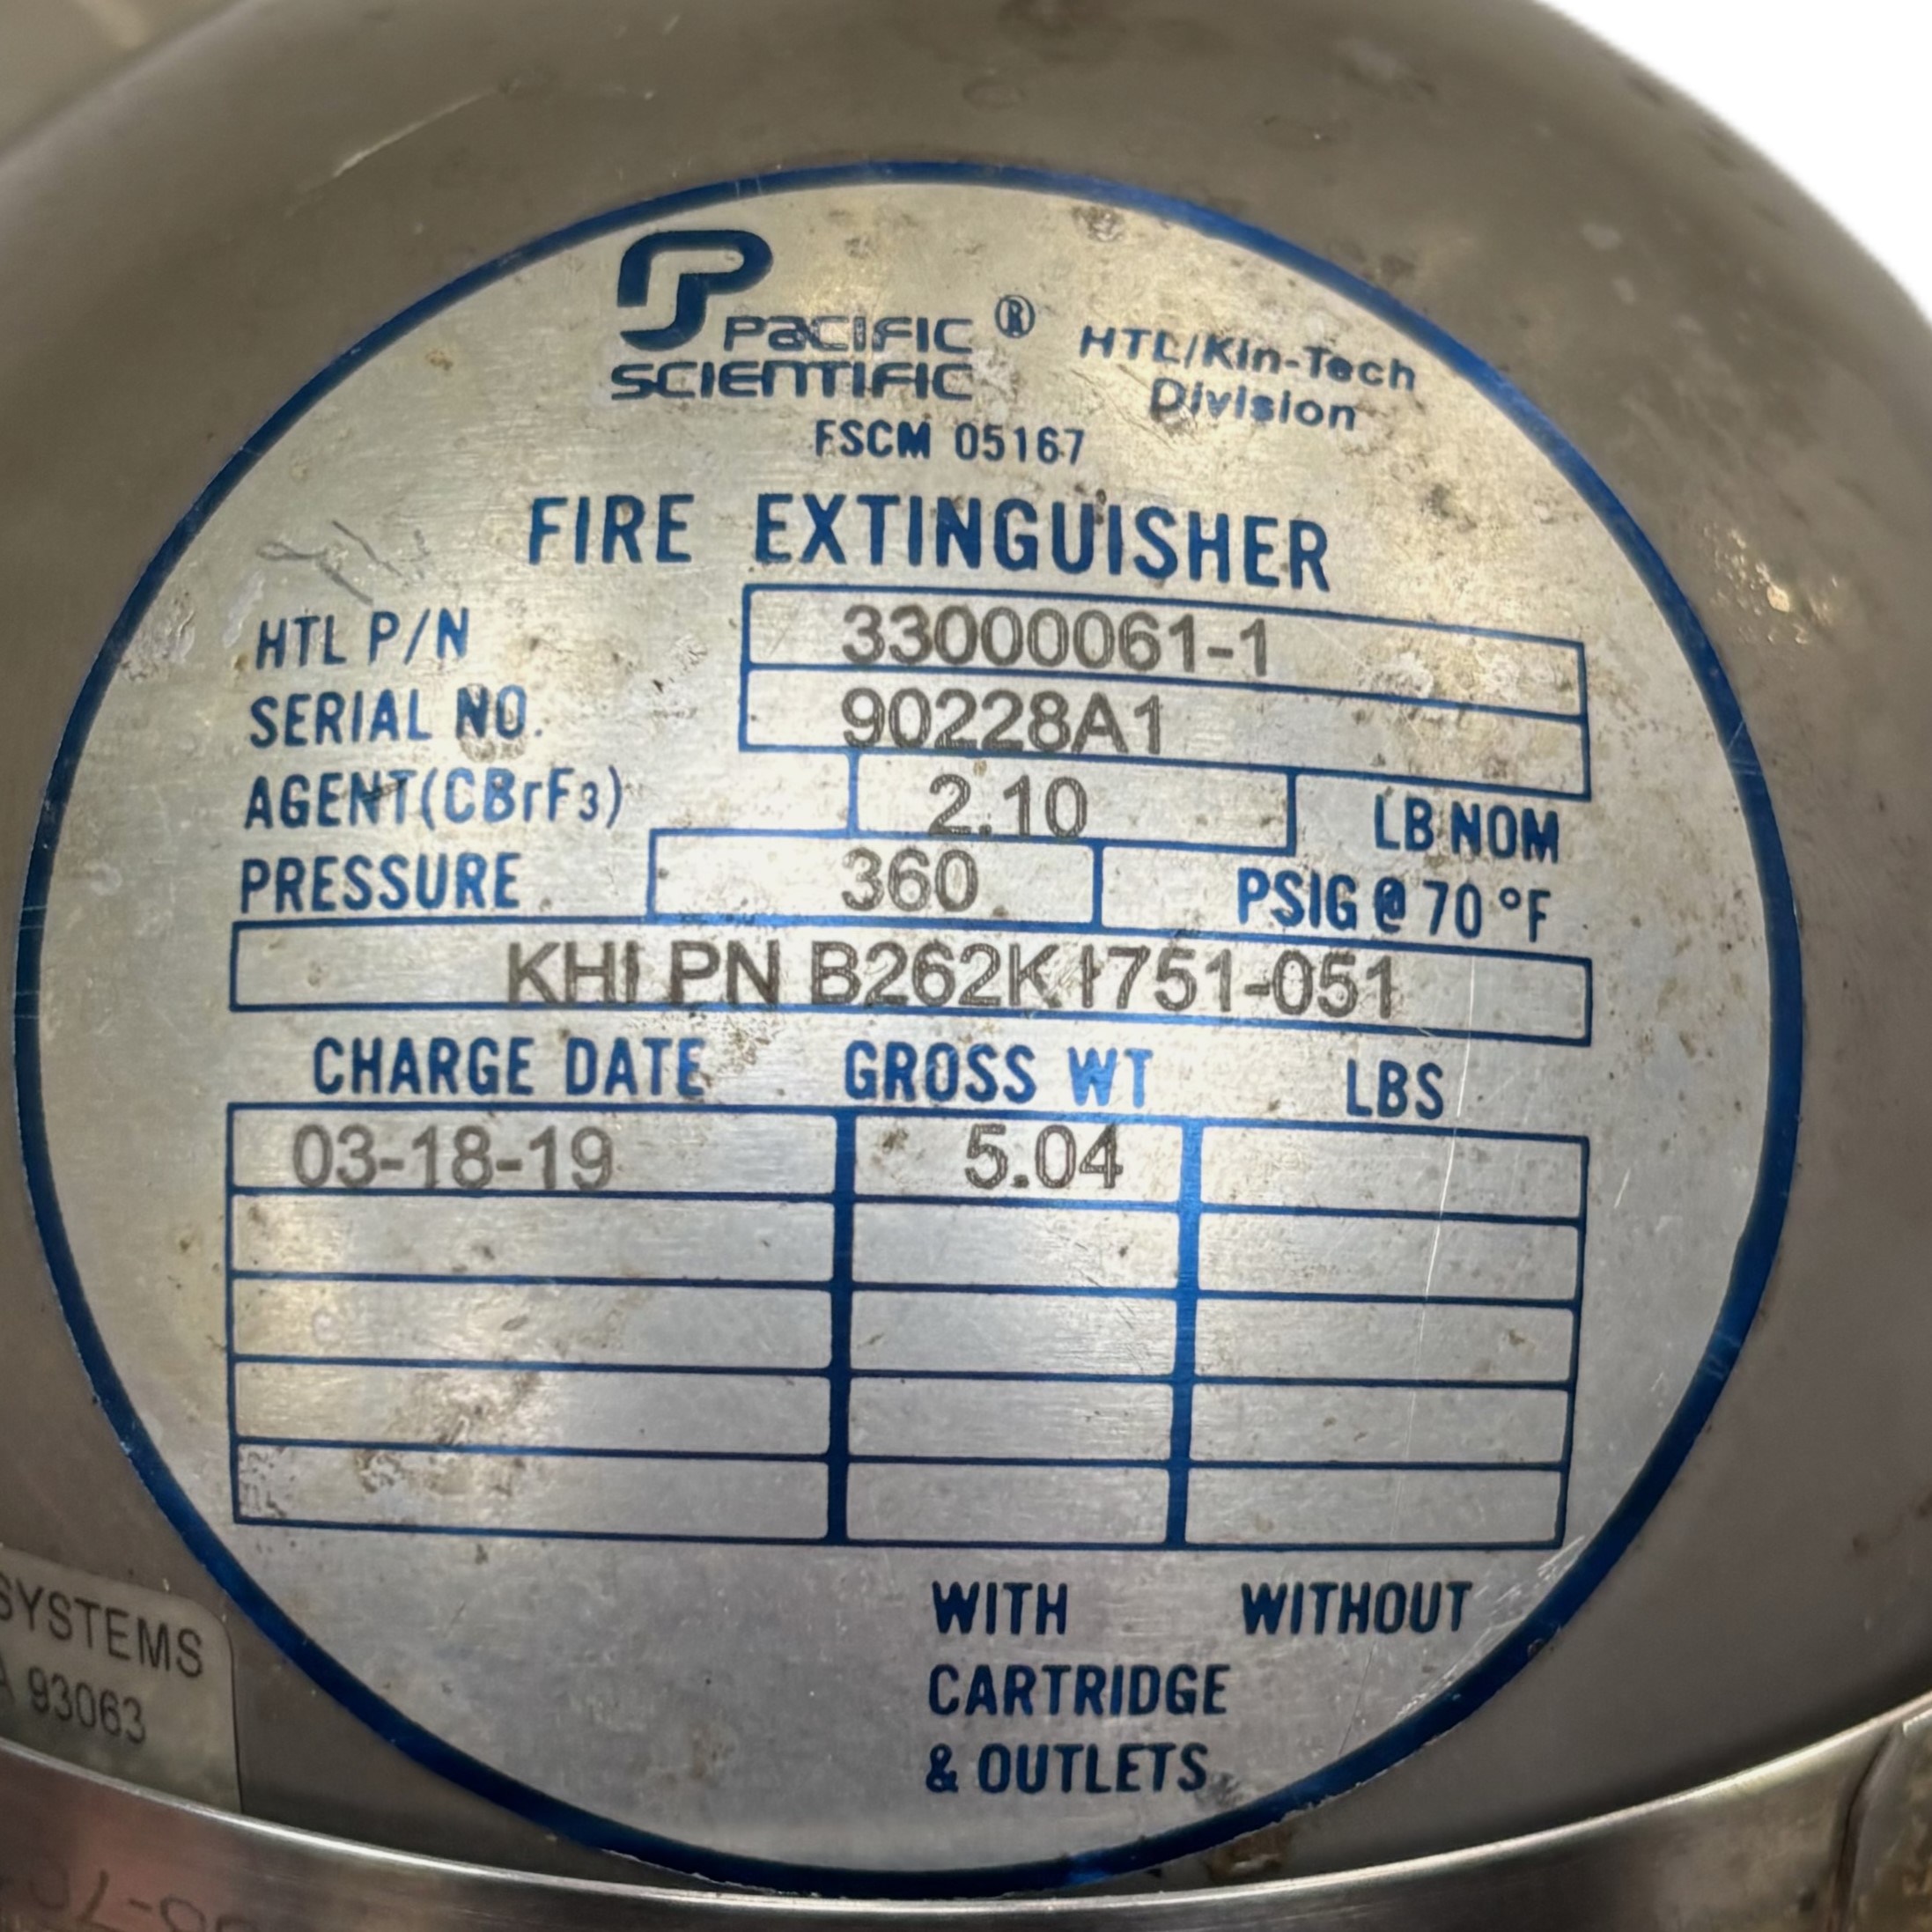 PACIFIC ®
SCIENTIFIC
HTL/Kin-Tech
Division
FSCM 05167
FIRE EXTINGUISHER
HTL P/N 33000061-1
SERIAL NO. 90228A1
AGENT(CBrF3) 2.10 LB NOM
PRESSURE 360 PSIG @ 70 °F
KHI PN B262K1751-051
CHARGE DATE GROSS WT LBS
03-18-19 5.04
WITH WITHOUT
CARTRIDGE
& OUTLETS
SYSTEMS
93063